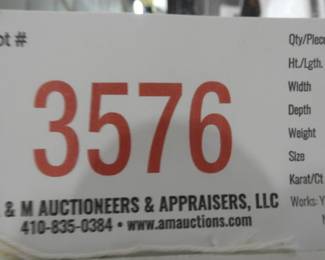 ot #
Qty/Piece
Ht./Lgth.
Width
3576
Depth
Weight
Size
Karat/Ct
& M AUCTIONEERS & APPRAISERS, LLC
Works: Y
410-835-0384 • www.amauctions.com